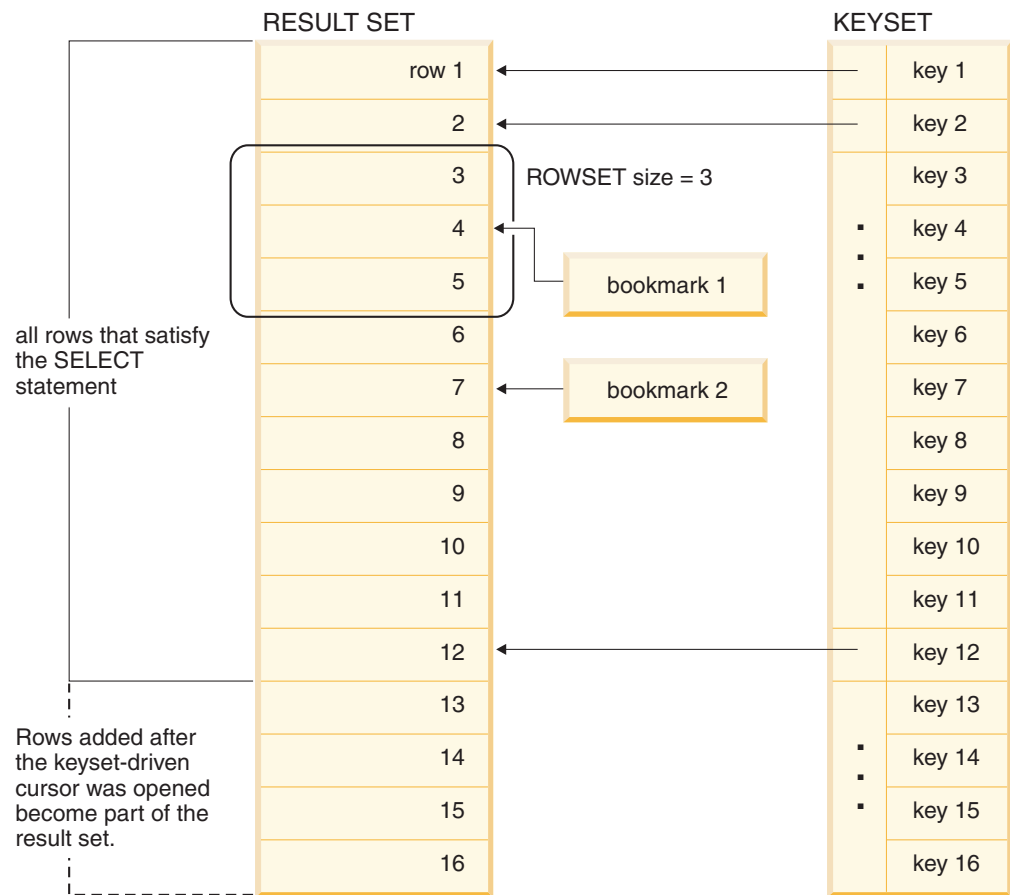 RESULT SET
KEYSET
row 1
key 1
2
key 2
3
ROWSET size = 3
key 3
4
key 4
5
bookmark 1
key 5
all rows that satisfy
the SELECT
statement
6
key 6
7
bookmark 2
key 7
8
key 8
9
key 9
10
key 10
11
key 11
12
key 12
13
key 13
Rows added after
the keyset-driven
cursor was opened
become part of the
result set.
14
key 14
15
key 15
16
key 16